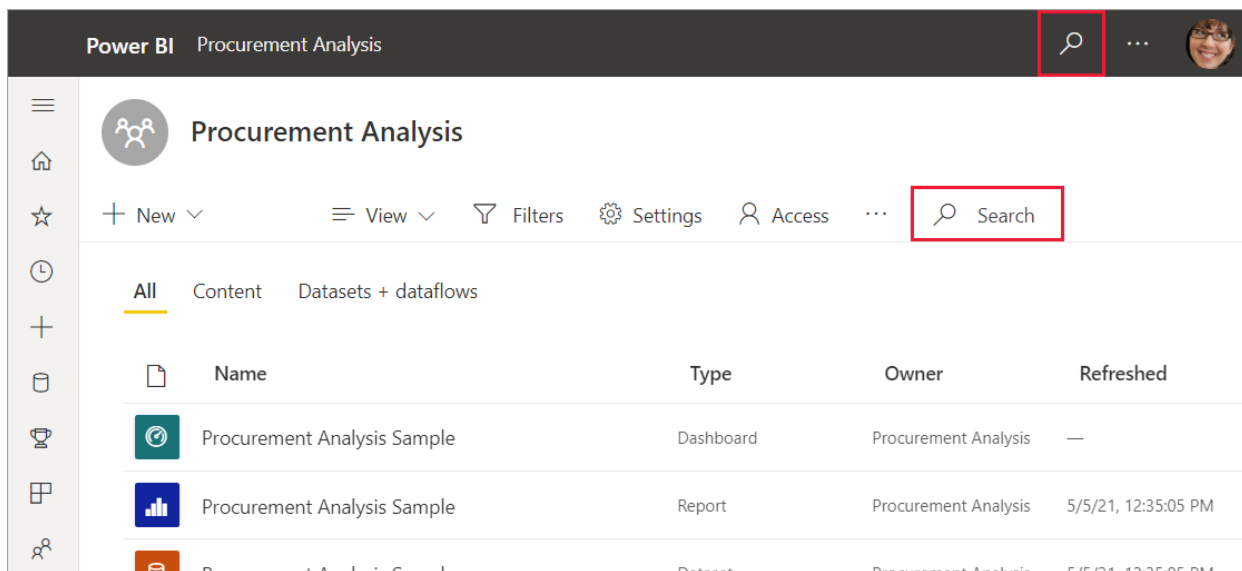 Power BI Procurement Analysis
Procurement Analysis
New View Filters Settings Access ... Search
All Content Datasets + dataflows
Name Type Owner Refreshed
Procurement Analysis Sample Dashboard Procurement Analysis —
Procurement Analysis Sample Report Procurement Analysis 5/5/21, 12:35:05 PM